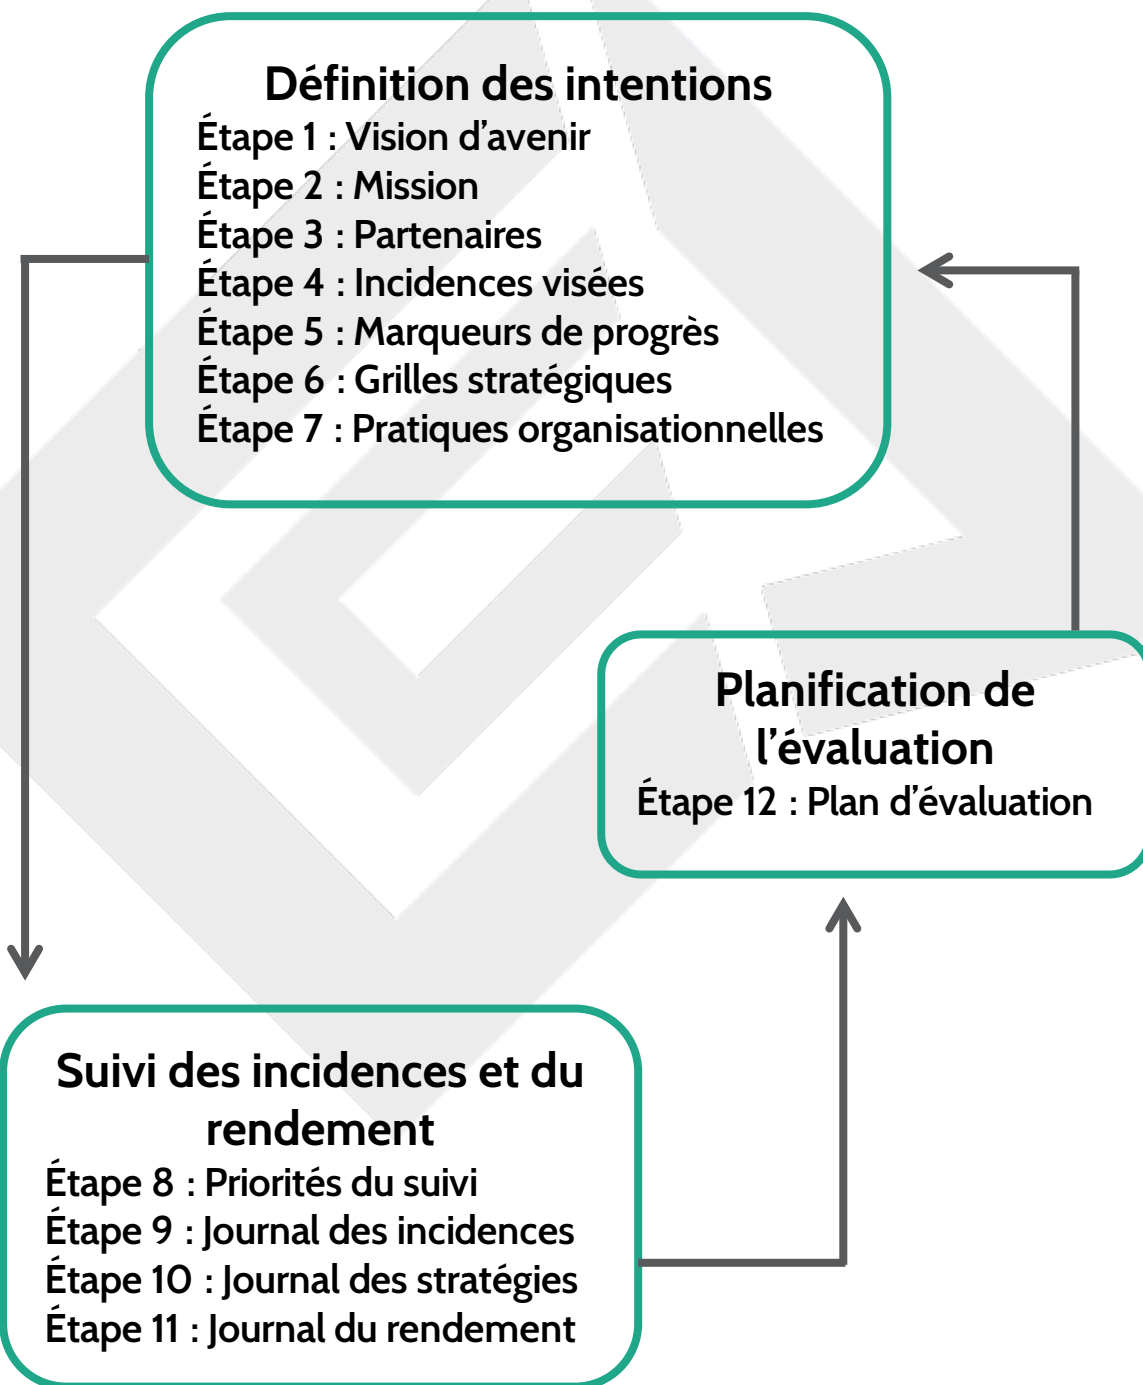 Définition des intentions
Étape 1 : Vision d’avenir
Étape 2 : Mission
Étape 3 : Partenaires
Étape 4 : Incidences visées
Étape 5 : Marqueurs de progrès
Étape 6 : Grilles stratégiques
Étape 7 : Pratiques organisationnelles
Planification de
l’évaluation
Étape 12 : Plan d’évaluation
Suivi des incidences et du
rendement
Étape 8 : Priorités du suivi
Étape 9 : Journal des incidences
Étape 10 : Journal des stratégies
Étape 11 : Journal du rendement